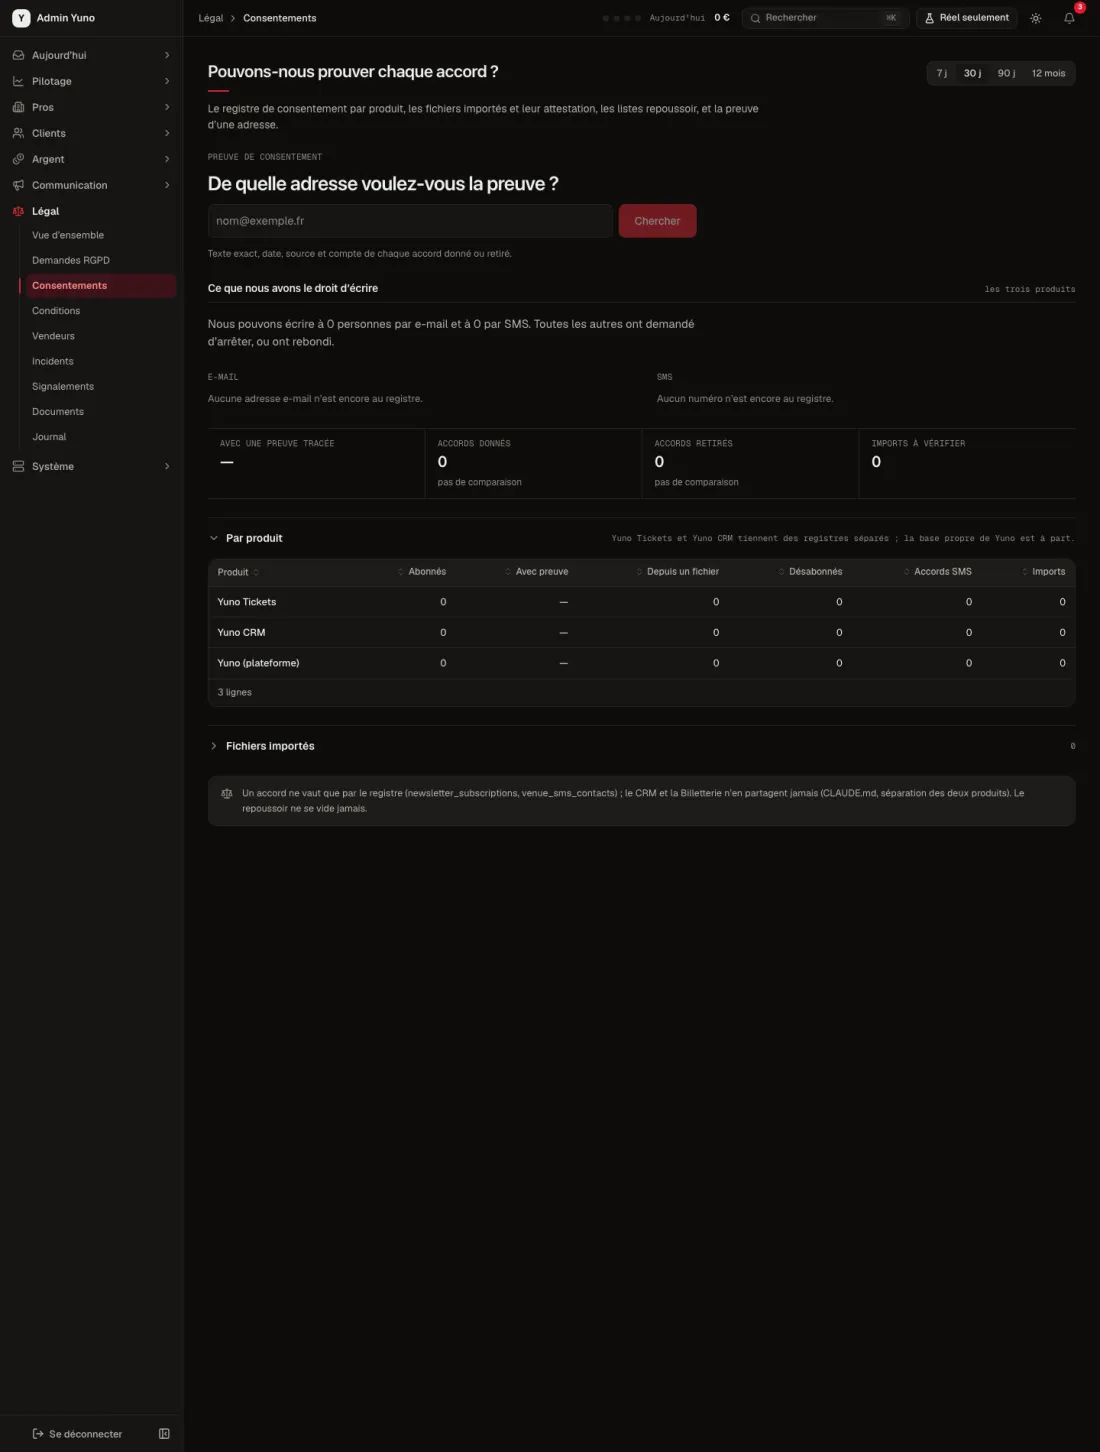 Y Admin Yuno
Légal > Consentements
Aujourd'hui 0 €
Rechercher ⌘K
Réel seulement
3
Aujourd'hui
Pilotage
Pros
Clients
Argent
Communication
Légal
Vue d'ensemble
Demandes RGPD
Consentements
Conditions
Vendeurs
Incidents
Signalements
Documents
Journal
Système
Se déconnecter
Pouvons-nous prouver chaque accord ?
7 j 30 j 90 j 12 mois
Le registre de consentement par produit, les fichiers importés et leur attestation, les listes repoussoir, et la preuve
d'une adresse.
PREUVE DE CONSENTEMENT
De quelle adresse voulez-vous la preuve ?
nom@exemple.fr
Chercher
Texte exact, date, source et compte de chaque accord donné ou retiré.
Ce que nous avons le droit d'écrire
les trois produits
Nous pouvons écrire à 0 personnes par e-mail et à 0 par SMS. Toutes les autres ont demandé
d'arrêter, ou ont rebondi.
E-MAIL
Aucune adresse e-mail n'est encore au registre.
SMS
Aucun numéro n'est encore au registre.
AVEC UNE PREUVE TRACÉE
—
ACCORDS DONNÉS
0
pas de comparaison
ACCORDS RETIRÉS
0
pas de comparaison
IMPORTS À VÉRIFIER
0
Par produit
Yuno Tickets et Yuno CRM tiennent des registres séparés ; la base propre de Yuno est à part.
Produit Abonnés Avec preuve Depuis un fichier Désabonnés Accords SMS Imports
Yuno Tickets 0 — 0 0 0 0
Yuno CRM 0 — 0 0 0 0
Yuno (plateforme) 0 — 0 0 0 0
3 lignes
Fichiers importés
0
Un accord ne vaut que par le registre (newsletter_subscriptions, venue_sms_contacts) ; le CRM et la Billetterie n'en partagent jamais (CLAUDE.md, séparation des deux produits). Le
repoussoir ne se vide jamais.